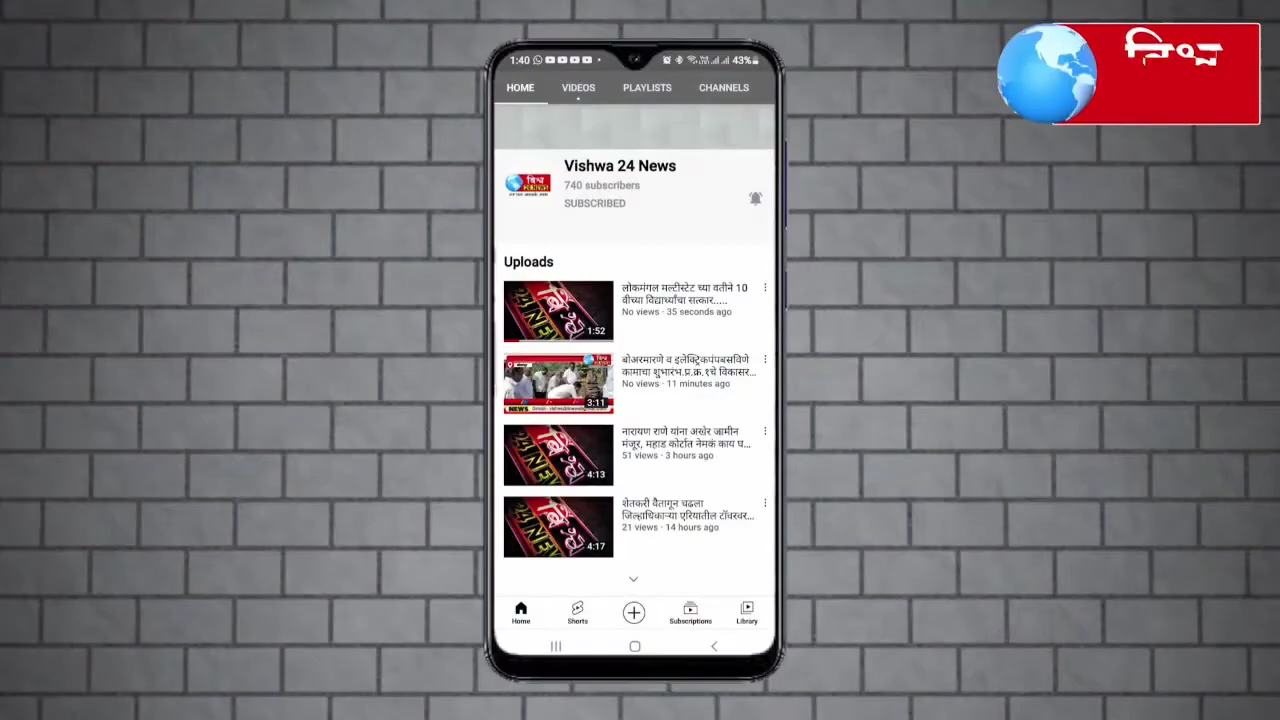 1:40
43%
HOME VIDEOS PLAYLISTS CHANNELS
Vishwa 24 News
740 subscribers
SUBSCRIBED
विश्व
Uploads
लोकमंगल मल्टीस्टेट च्या वतीने 10
वीच्या विद्यार्थ्यांचा सत्कार.....
No views · 35 seconds ago
1:52
बोअरमारणे व इलेक्ट्रिकपंपबसविणे
कामाचा शुभारंभ.प्र.क्र.१चे विकासर...
No views · 11 minutes ago
3:11
NEWS
नारायण राणे यांना अखेर जामीन
मंजूर, महाड कोर्टात नेमकं काय घ...
51 views · 3 hours ago
4:13
शेतकरी वैतागून चढला
जिल्हाधिकाऱ्या एरियातील टॉवरवर...
21 views · 14 hours ago
4:17
Home Shorts Subscriptions Library